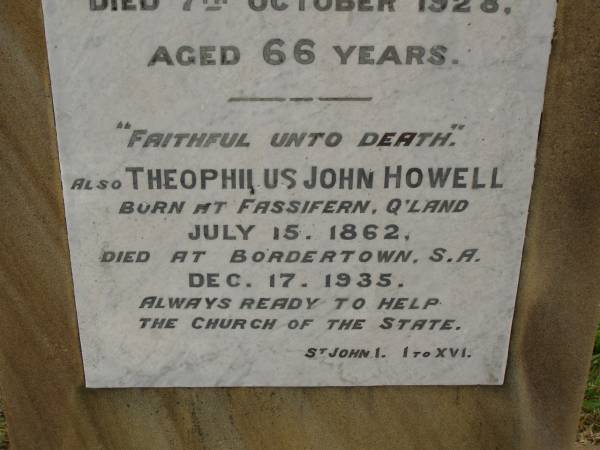 DIED 7TH OCTOBER 1928,
AGED 66 YEARS.
"FAITHFUL UNTO DEATH."
ALSO THEOPHILUS JOHN HOWELL
BORN AT FASSIFERN, Q'LAND
JULY 15. 1862,
DIED AT BORDERTOWN, S.A.
DEC. 17. 1935.
ALWAYS READY TO HELP
THE CHURCH OF THE STATE.
ST JOHN I. I TO XVI.